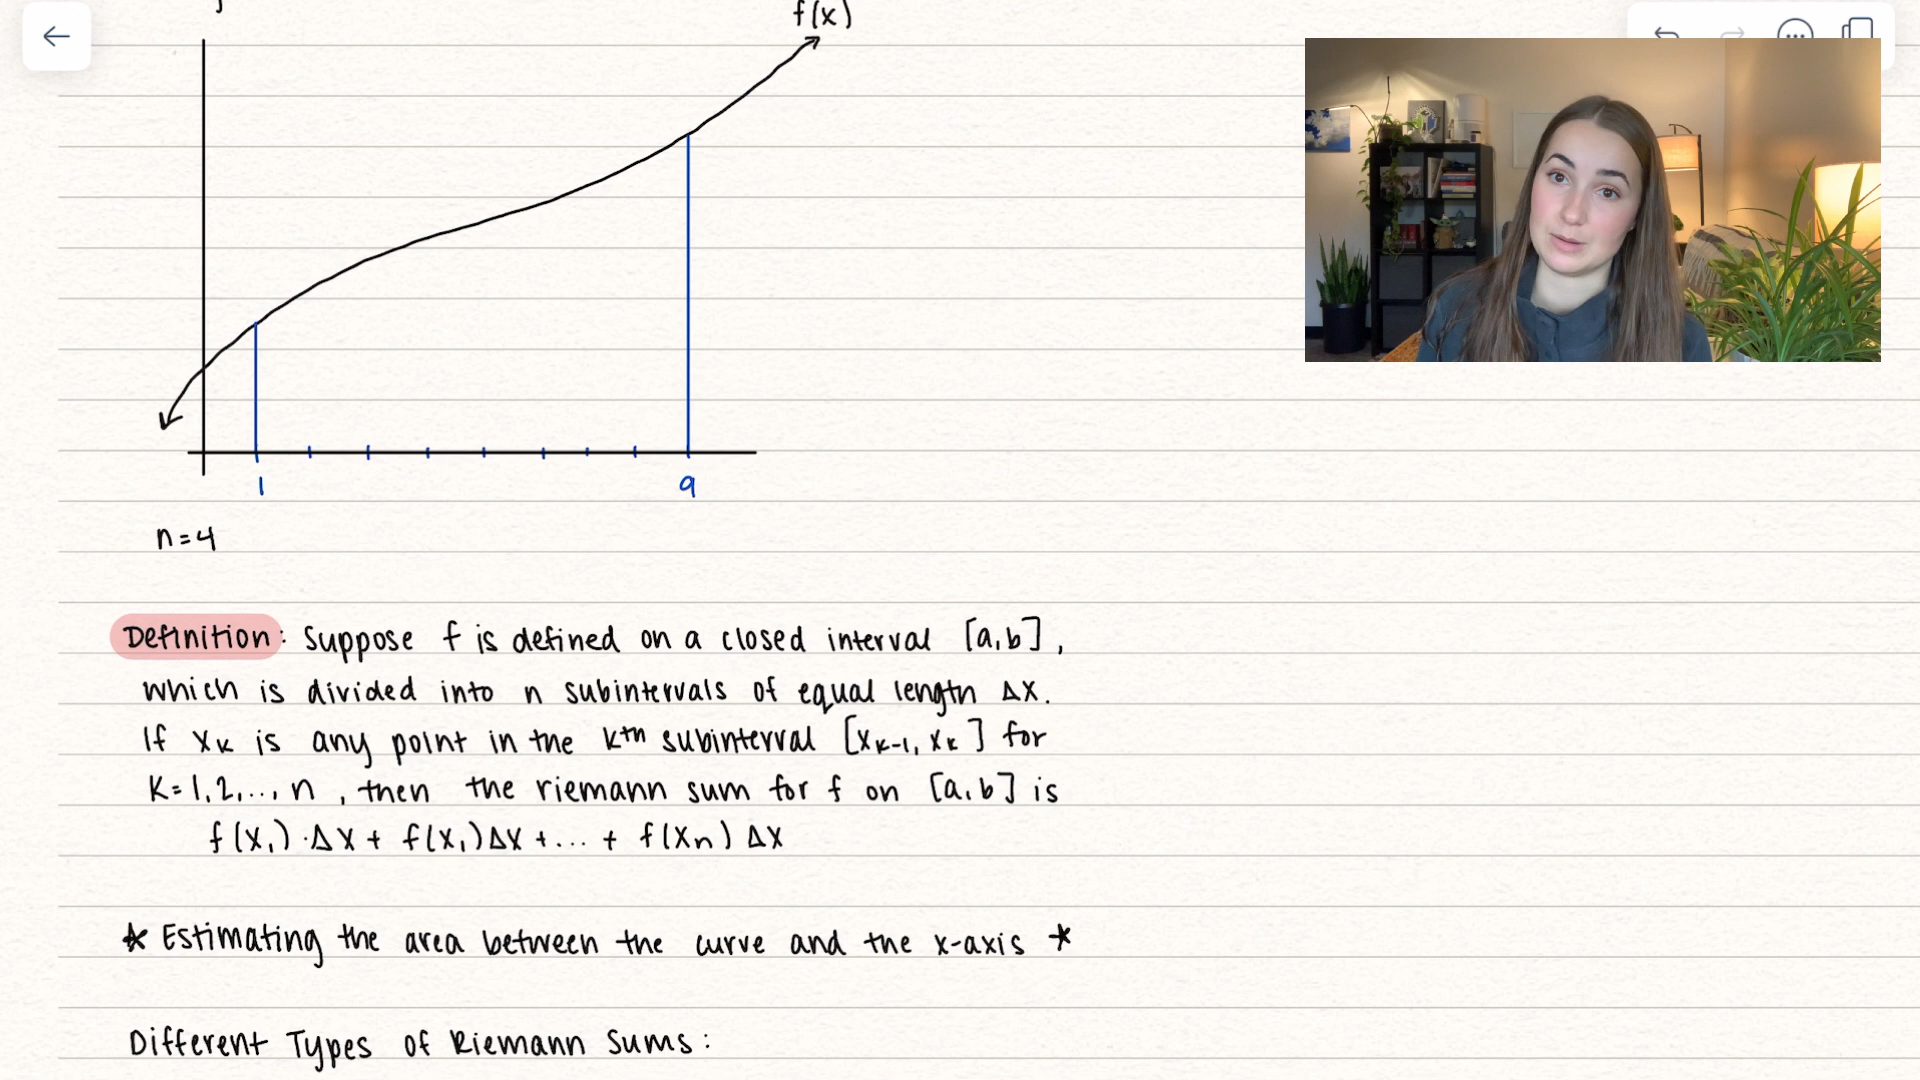 f(x)
1
9
n=4
Definition: Suppose f is defined on a closed interval [a,b],
which is divided into n subintervals of equal length Δx.
If xₖ is any point in the kᵗʰ subinterval [xₖ₋₁, xₖ] for
K=1,2,..., n, then the riemann sum for f on [a,b] is
f(x₁)·Δx + f(x₁)Δx + ... + f(xₙ) Δx
* Estimating the area between the curve and the x-axis *
Different Types of Riemann Sums: